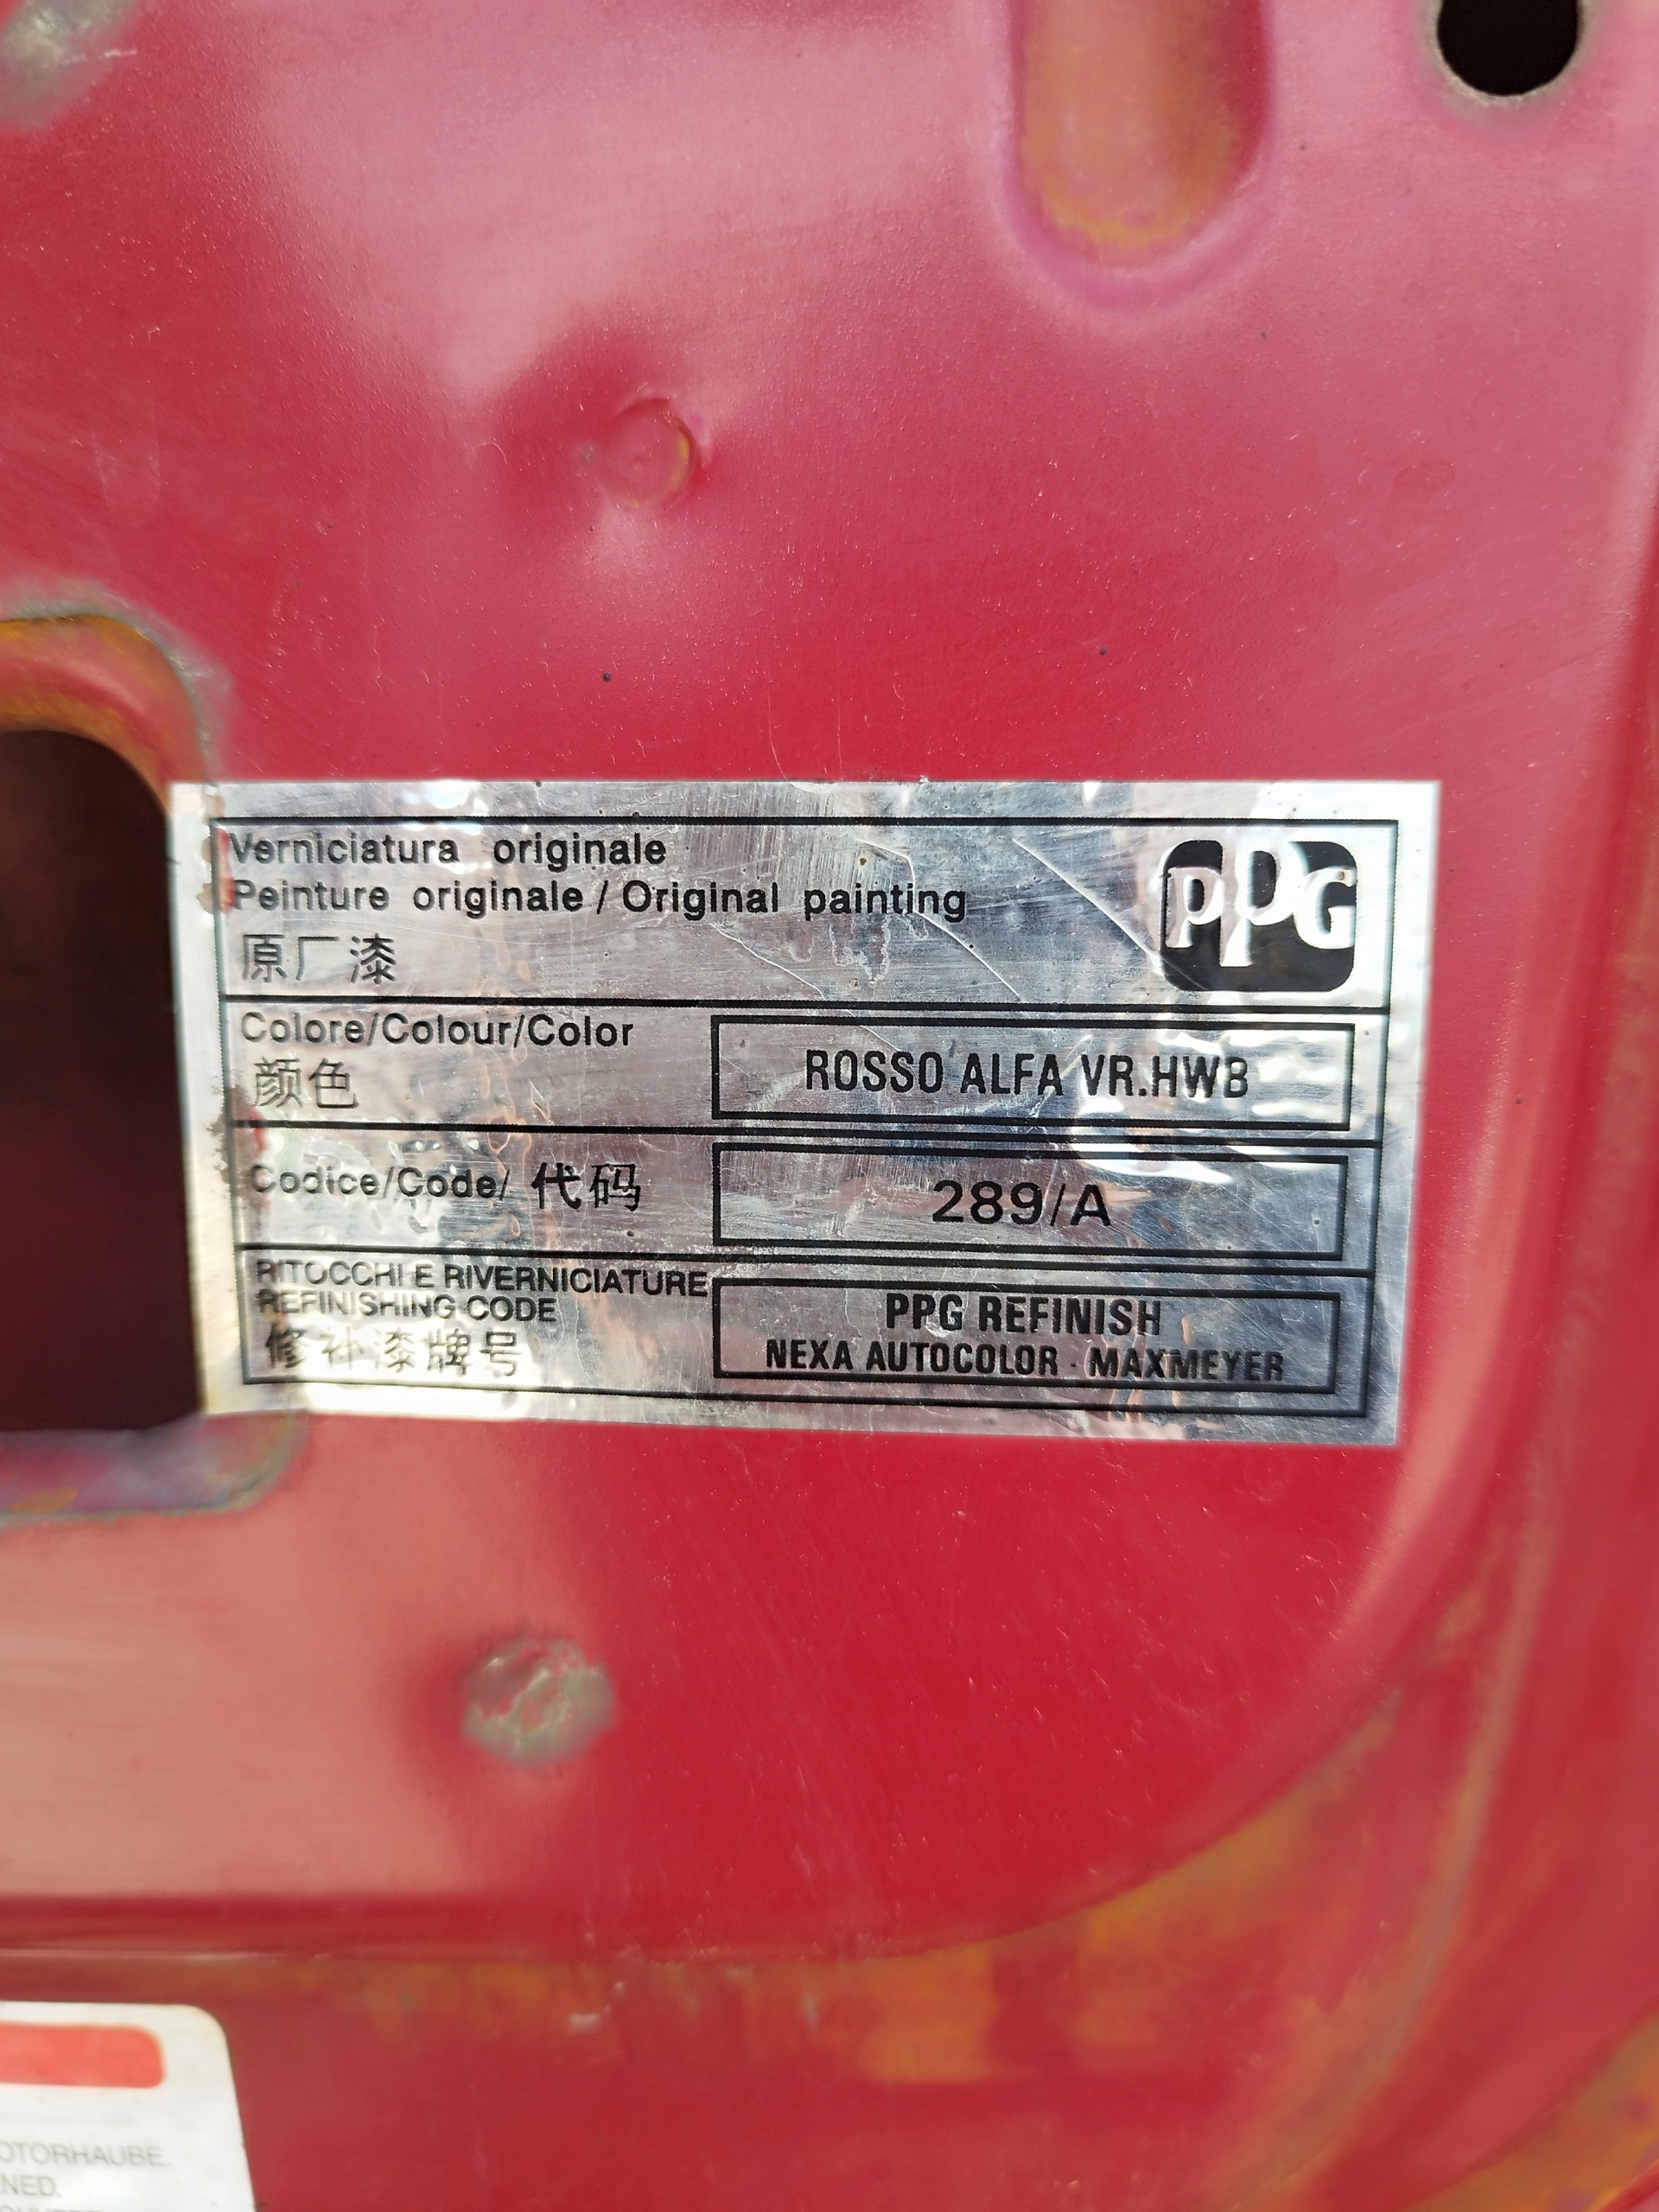 Verniciatura originale
Peinture originale / Original painting
PPG
原厂漆
Colore/Colour/Color
颜色
ROSSO ALFA VR.HWB
Codice/Code/ 代码
289/A
RITOCCHI E RIVERNICIATURE
REFINISHING CODE
修补漆牌号
PPG REFINISH
NEXA AUTOCOLOR - MAXMEYER
OTORHAUBE.
NED.